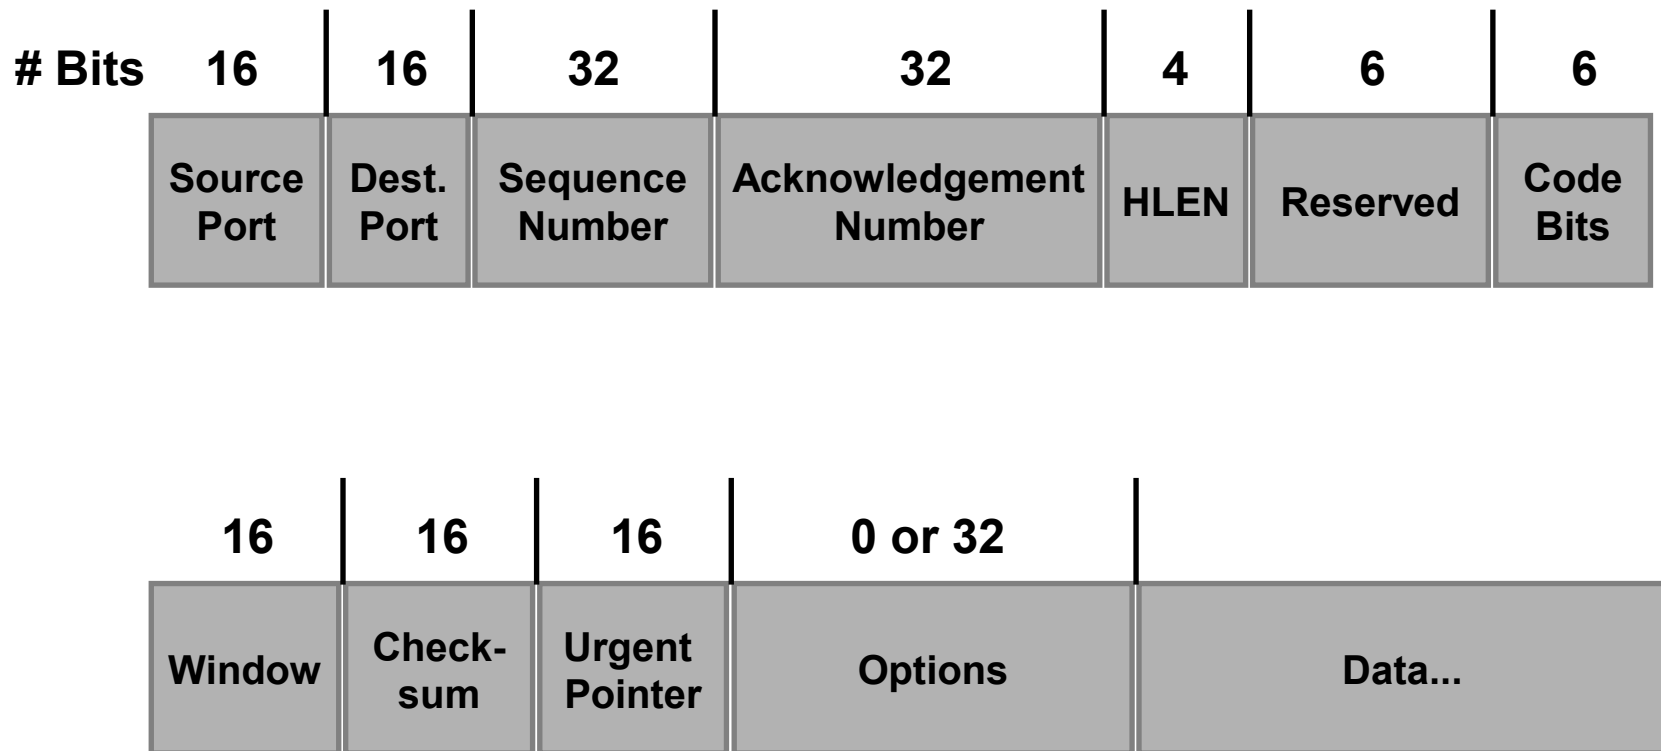 # Bits 16 16 32 32 4 6 6
Source Port
Dest. Port
Sequence Number
Acknowledgement Number
HLEN
Reserved
Code Bits
16 16 16 0 or 32
Window
Check-
sum
Urgent
Pointer
Options
Data...